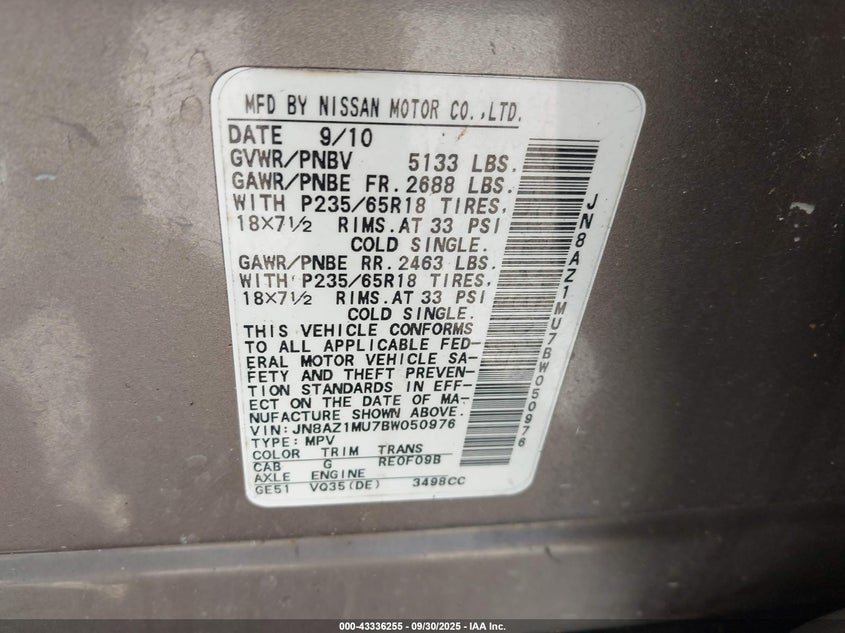 MFD BY NISSAN MOTOR CO.,LTD.
DATE 9/10
GVWR/PNBV 5133 LBS.
GAWR/PNBE FR. 2688 LBS.
WITH P235/65R18 TIRES,
18×7½ RIMS.AT 33 PSI
COLD SINGLE.
GAWR/PNBE RR. 2463 LBS.
WITH P235/65R18 TIRES,
18×7½ RIMS.AT 33 PSI
COLD SINGLE.
THIS VEHICLE CONFORMS
TO ALL APPLICABLE FED-
ERAL MOTOR VEHICLE SA-
FETY AND THEFT PREVEN-
TION STANDARDS IN EFF-
ECT ON THE DATE OF MA-
NUFACTURE SHOWN ABOVE.
VIN: JN8AZ1MU7BW050976
TYPE: MPV
COLOR TRIM TRANS
CAB G RE0F09B
AXLE ENGINE
GE51 VQ35(DE) 3498CC
JN8AZ1MU7BW050976
000-43336255 - 09/30/2025 - IAA Inc.